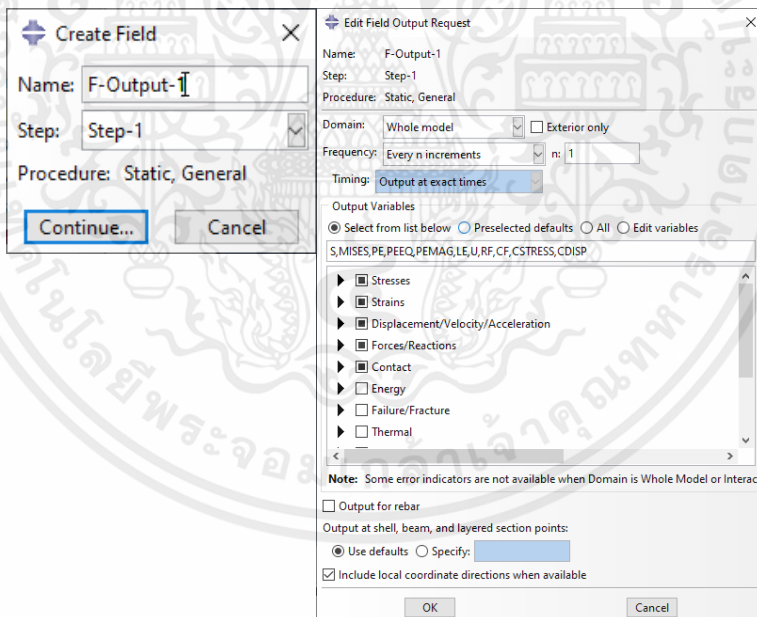 Create Field
Name: F-Output-1
Step: Step-1
Procedure: Static, General
Continue... Cancel
Edit Field Output Request
Name: F-Output-1
Step: Step-1
Procedure: Static, General
Domain: Whole model Exterior only
Frequency: Every n increments n: 1
Timing: Output at exact times
Output Variables
Select from list below Preselected defaults All Edit variables
S,MISES,PE,PEEQ,PEMAG,LE,U,RF,CF,CSTRESS,CDISP
Stresses
Strains
Displacement/Velocity/Acceleration
Forces/Reactions
Contact
Energy
Failure/Fracture
Thermal
Note: Some error indicators are not available when Domain is Whole Model or Interac
Output for rebar
Output at shell, beam, and layered section points:
Use defaults Specify:
Include local coordinate directions when available
OK Cancel